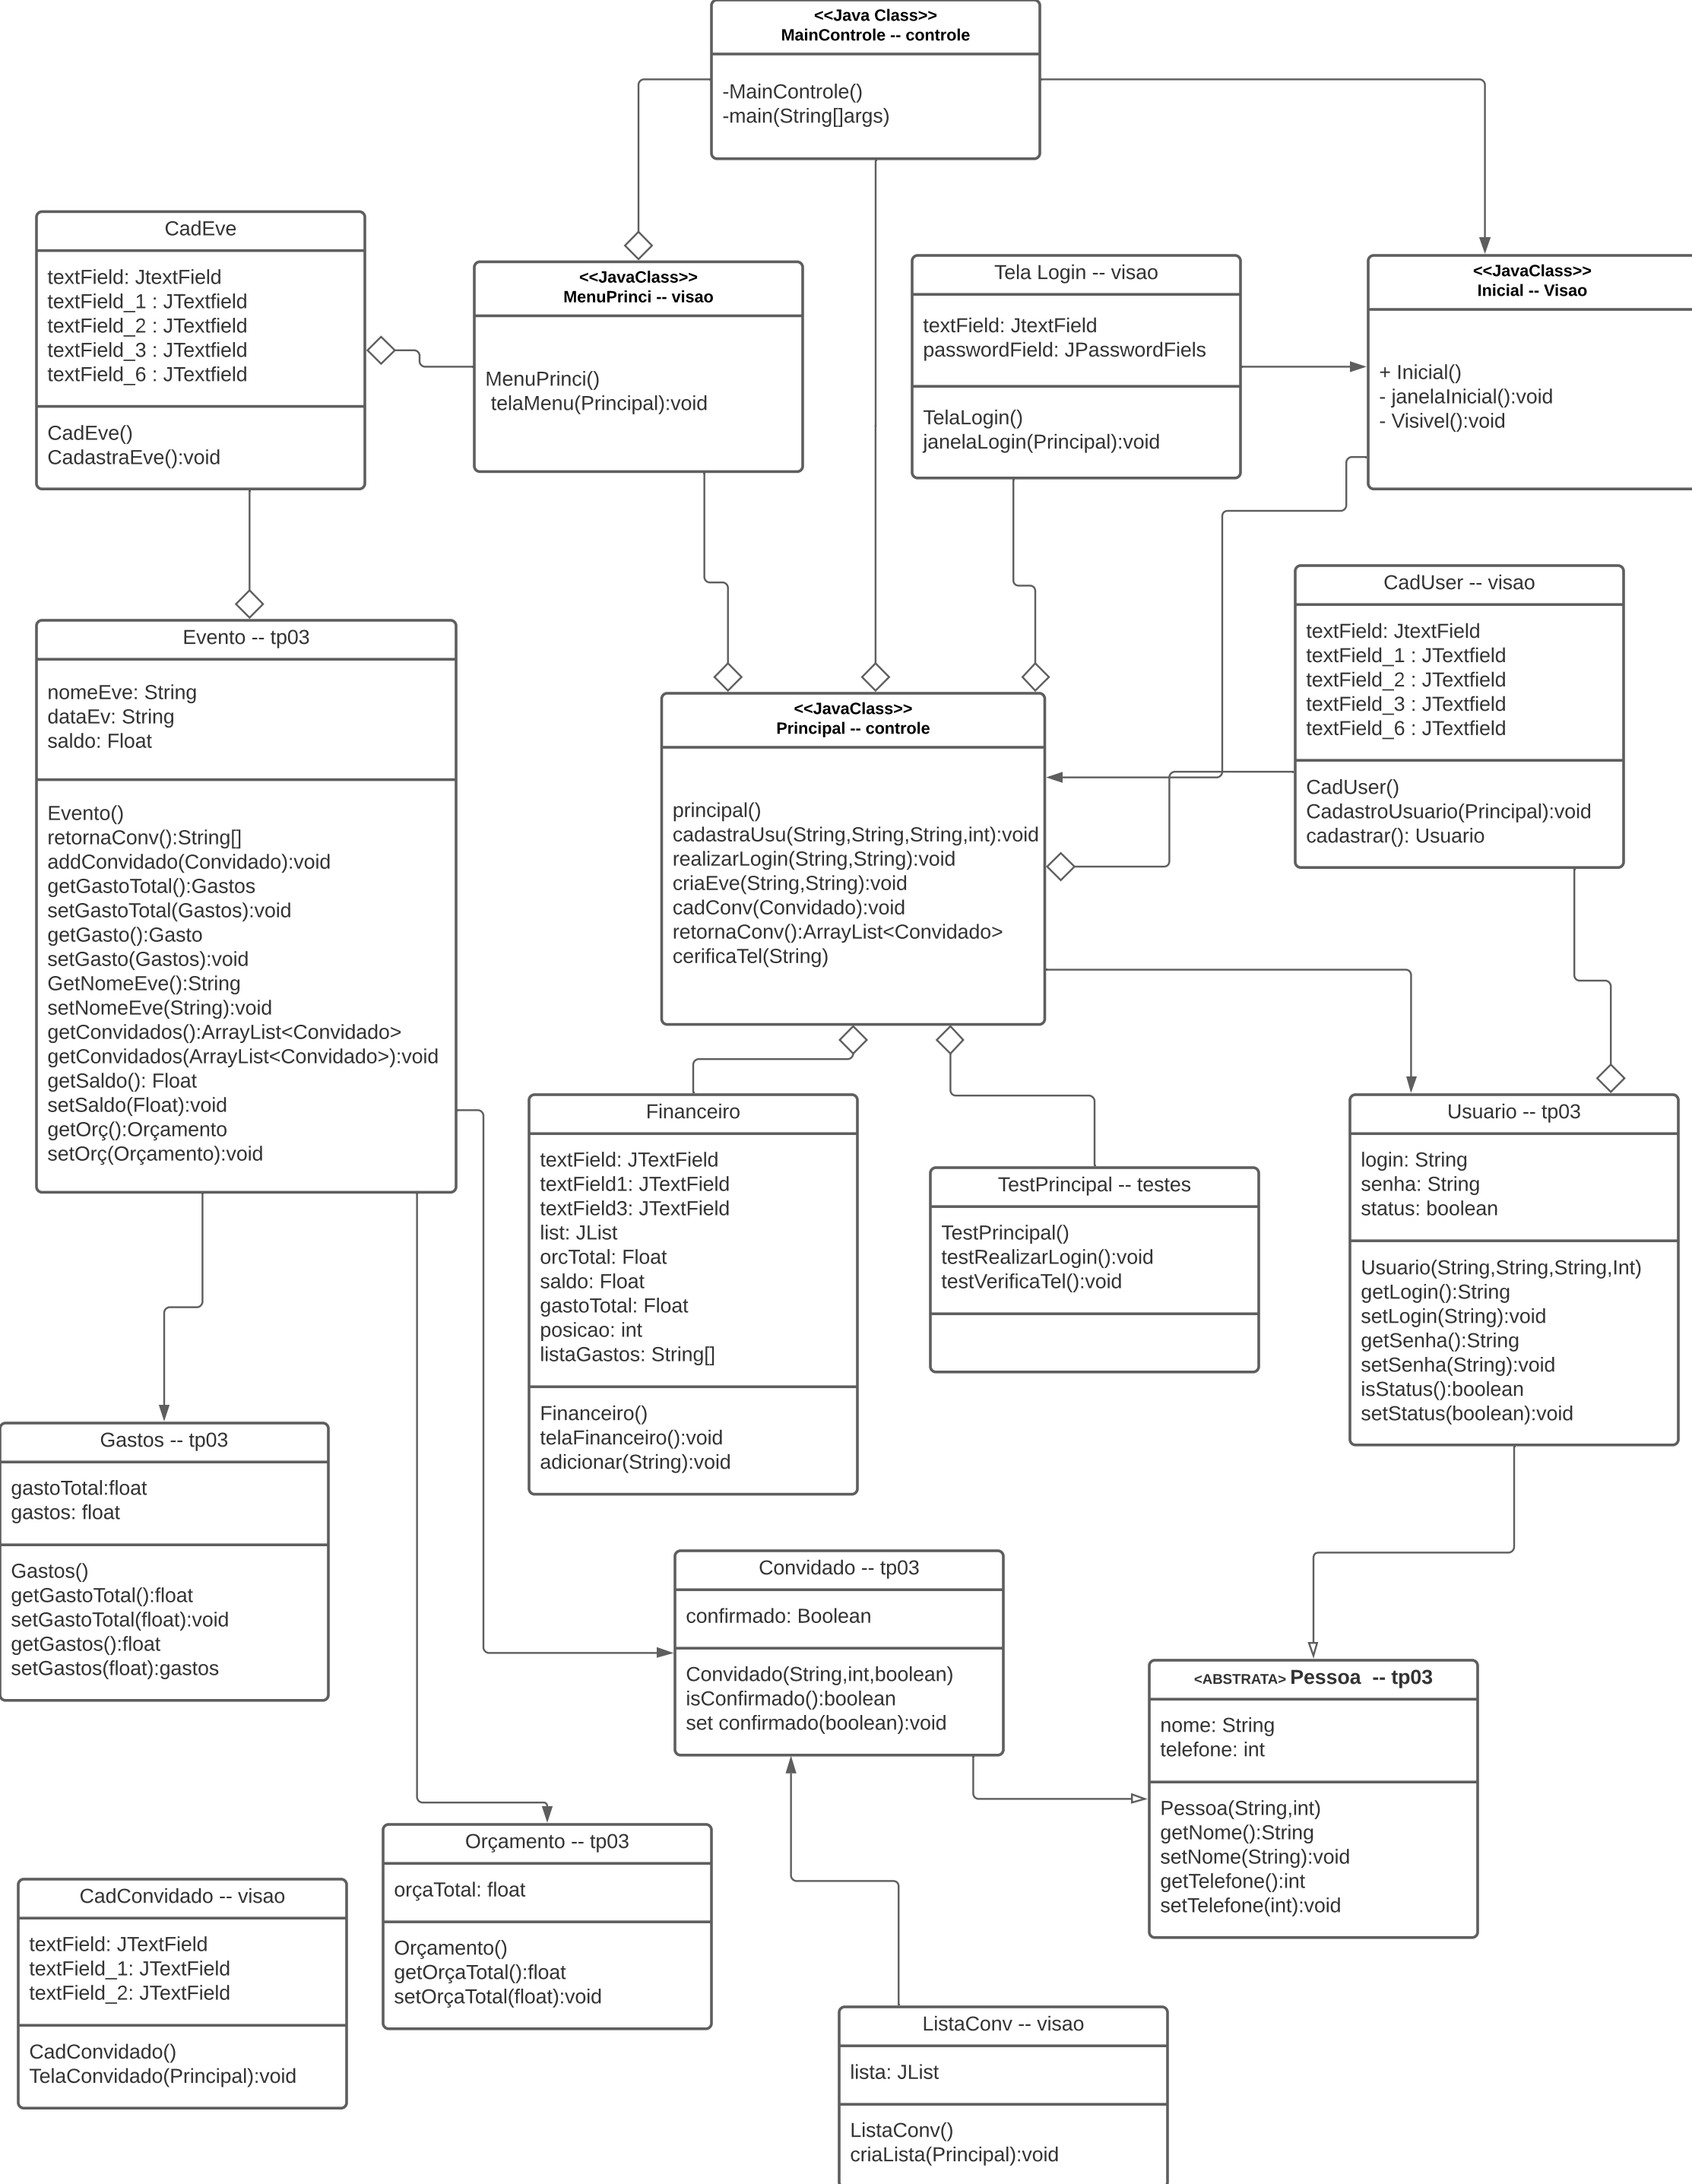 <<Java Class>>
MainControle -- controle
-MainControle()
-main(String[]args)
CadEve
textField: JtextField
textField_1 : JTextfield
textField_2 : JTextfield
textField_3 : JTextfield
textField_6 : JTextfield
CadEve()
CadastraEve():void
<<JavaClass>>
MenuPrinci -- visao
MenuPrinci()
telaMenu(Principal):void
Tela Login -- visao
textField: JtextField
passwordField: JPasswordFiels
TelaLogin()
janelaLogin(Principal):void
<<JavaClass>>
Inicial -- Visao
+ Inicial()
- janelaInicial():void
- Visivel():void
CadUser -- visao
textField: JtextField
textField_1 : JTextfield
textField_2 : JTextfield
textField_3 : JTextfield
textField_6 : JTextfield
CadUser()
CadastroUsuario(Principal):void
cadastrar(): Usuario
Evento -- tp03
nomeEve: String
dataEv: String
saldo: Float
Evento()
retornaConv():String[]
addConvidado(Convidado):void
getGastoTotal():Gastos
setGastoTotal(Gastos):void
getGasto():Gasto
setGasto(Gastos):void
GetNomeEve():String
setNomeEve(String):void
getConvidados():ArrayList<Convidado>
getConvidados(ArrayList<Convidado>):void
getSaldo(): Float
setSaldo(Float):void
getOrç():Orçamento
setOrç(Orçamento):void
<<JavaClass>>
Principal -- controle
principal()
cadastraUsu(String,String,String,int):void
realizarLogin(String,String):void
criaEve(String,String):void
cadConv(Convidado):void
retornaConv():ArrayList<Convidado>
cerificaTel(String)
Financeiro
textField: JTextField
textField1: JTextField
textField3: JTextField
list: JList
orcTotal: Float
saldo: Float
gastoTotal: Float
posicao: int
listaGastos: String[]
Financeiro()
telaFinanceiro():void
adicionar(String):void
TestPrincipal -- testes
TestPrincipal()
testRealizarLogin():void
testVerificaTel():void
Usuario -- tp03
login: String
senha: String
status: boolean
Usuario(String,String,String,Int)
getLogin():String
setLogin(String):void
getSenha():String
setSenha(String):void
isStatus():boolean
setStatus(boolean):void
Gastos -- tp03
gastoTotal:float
gastos: float
Gastos()
getGastoTotal():float
setGastoTotal(float):void
getGastos():float
setGastos(float):gastos
Convidado -- tp03
confirmado: Boolean
Convidado(String,int,boolean)
isConfirmado():boolean
set confirmado(boolean):void
<ABSTRATA> Pessoa -- tp03
nome: String
telefone: int
Pessoa(String,int)
getNome():String
setNome(String):void
getTelefone():int
setTelefone(int):void
Orçamento -- tp03
orçaTotal: float
Orçamento()
getOrçaTotal():float
setOrçaTotal(float):void
CadConvidado -- visao
textField: JTextField
textField_1: JTextField
textField_2: JTextField
CadConvidado()
TelaConvidado(Principal):void
ListaConv -- visao
lista: JList
ListaConv()
criaLista(Principal):void